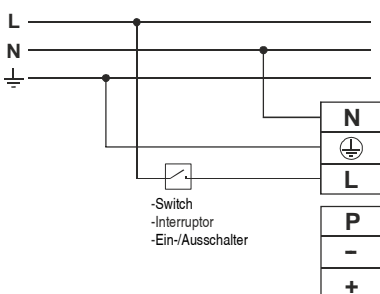 L
N
N
L
-Switch
-Interruptor
-Ein-/Ausschalter
P
-
+